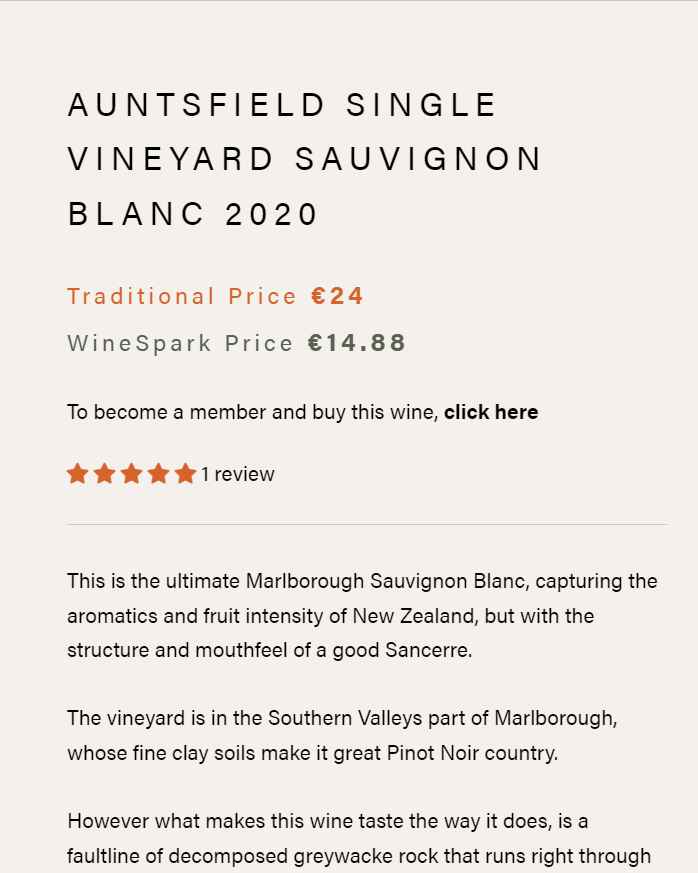 AUNTSFIELD SINGLE
VINEYARD SAUVIGNON
BLANC 2020
Traditional Price €24
WineSpark Price €14.88
To become a member and buy this wine, click here
1 review
This is the ultimate Marlborough Sauvignon Blanc, capturing the
aromatics and fruit intensity of New Zealand, but with the
structure and mouthfeel of a good Sancerre.
The vineyard is in the Southern Valleys part of Marlborough,
whose fine clay soils make it great Pinot Noir country.
However what makes this wine taste the way it does, is a
faultline of decomposed greywacke rock that runs right through